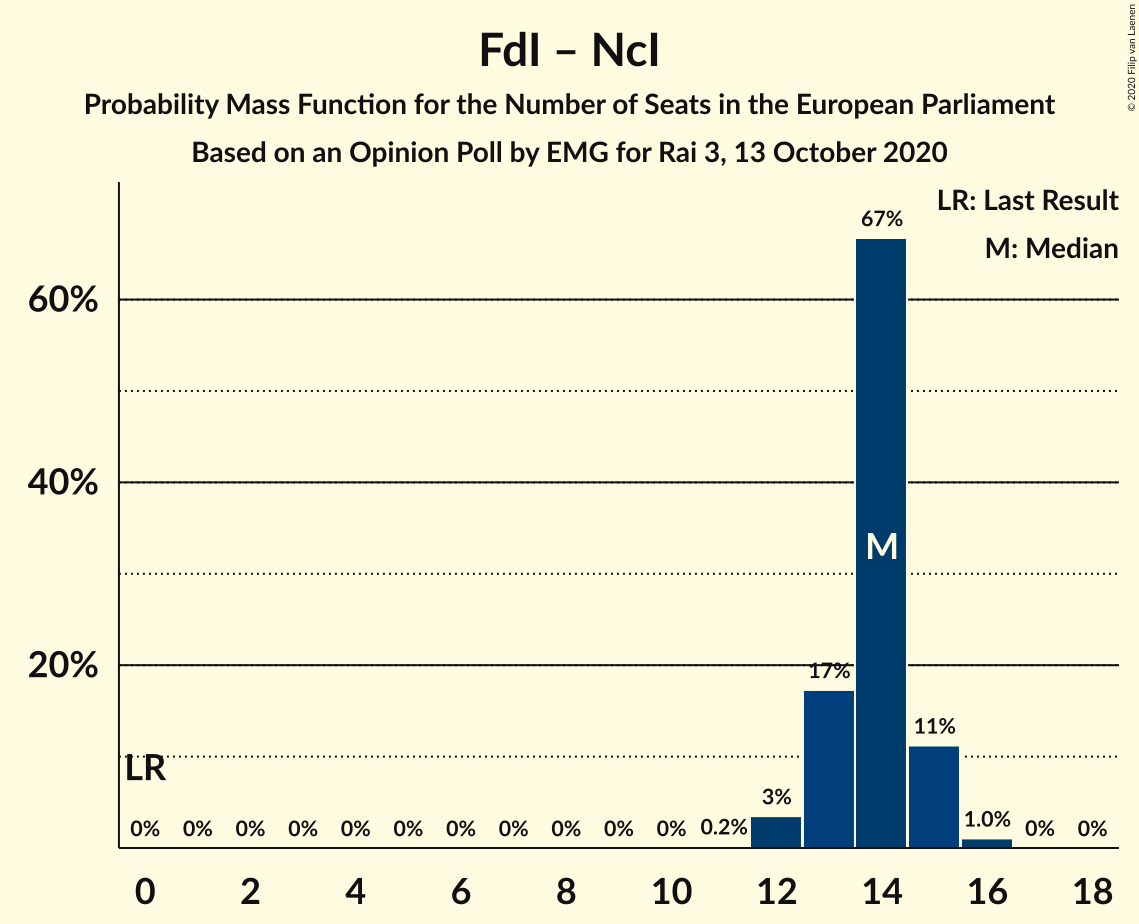 FdI – NcI
Probability Mass Function for the Number of Seats in the European Parliament
Based on an Opinion Poll by EMG for Rai 3, 13 October 2020
© 2020 Filip van Laenen
LR: Last Result
M: Median
67%
60%
40%
M
20%
17%
11%
LR
3%
0% 0% 0% 0% 0% 0% 0% 0% 0% 0% 0% 0.2% 1.0% 0% 0%
0 2 4 6 8 10 12 14 16 18